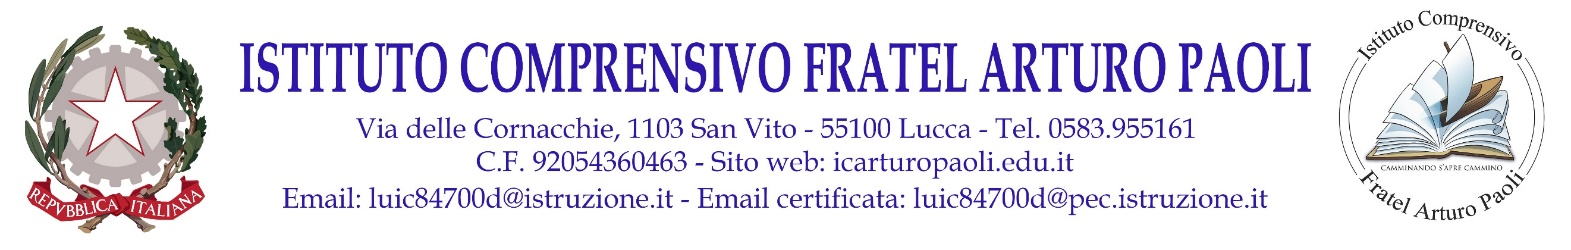 REPVBBLICA ITALIANA
ISTITUTO COMPRENSIVO FRATEL ARTURO PAOLI
Via delle Cornacchie, 1103 San Vito - 55100 Lucca - Tel. 0583.955161
C.F. 92054360463 - Sito web: icarturopaoli.edu.it
Email: luic84700d@istruzione.it - Email certificata: luic84700d@pec.istruzione.it
Istituto Comprensivo
CAMMINANDO S'APRE CAMMINO
Fratel Arturo Paoli